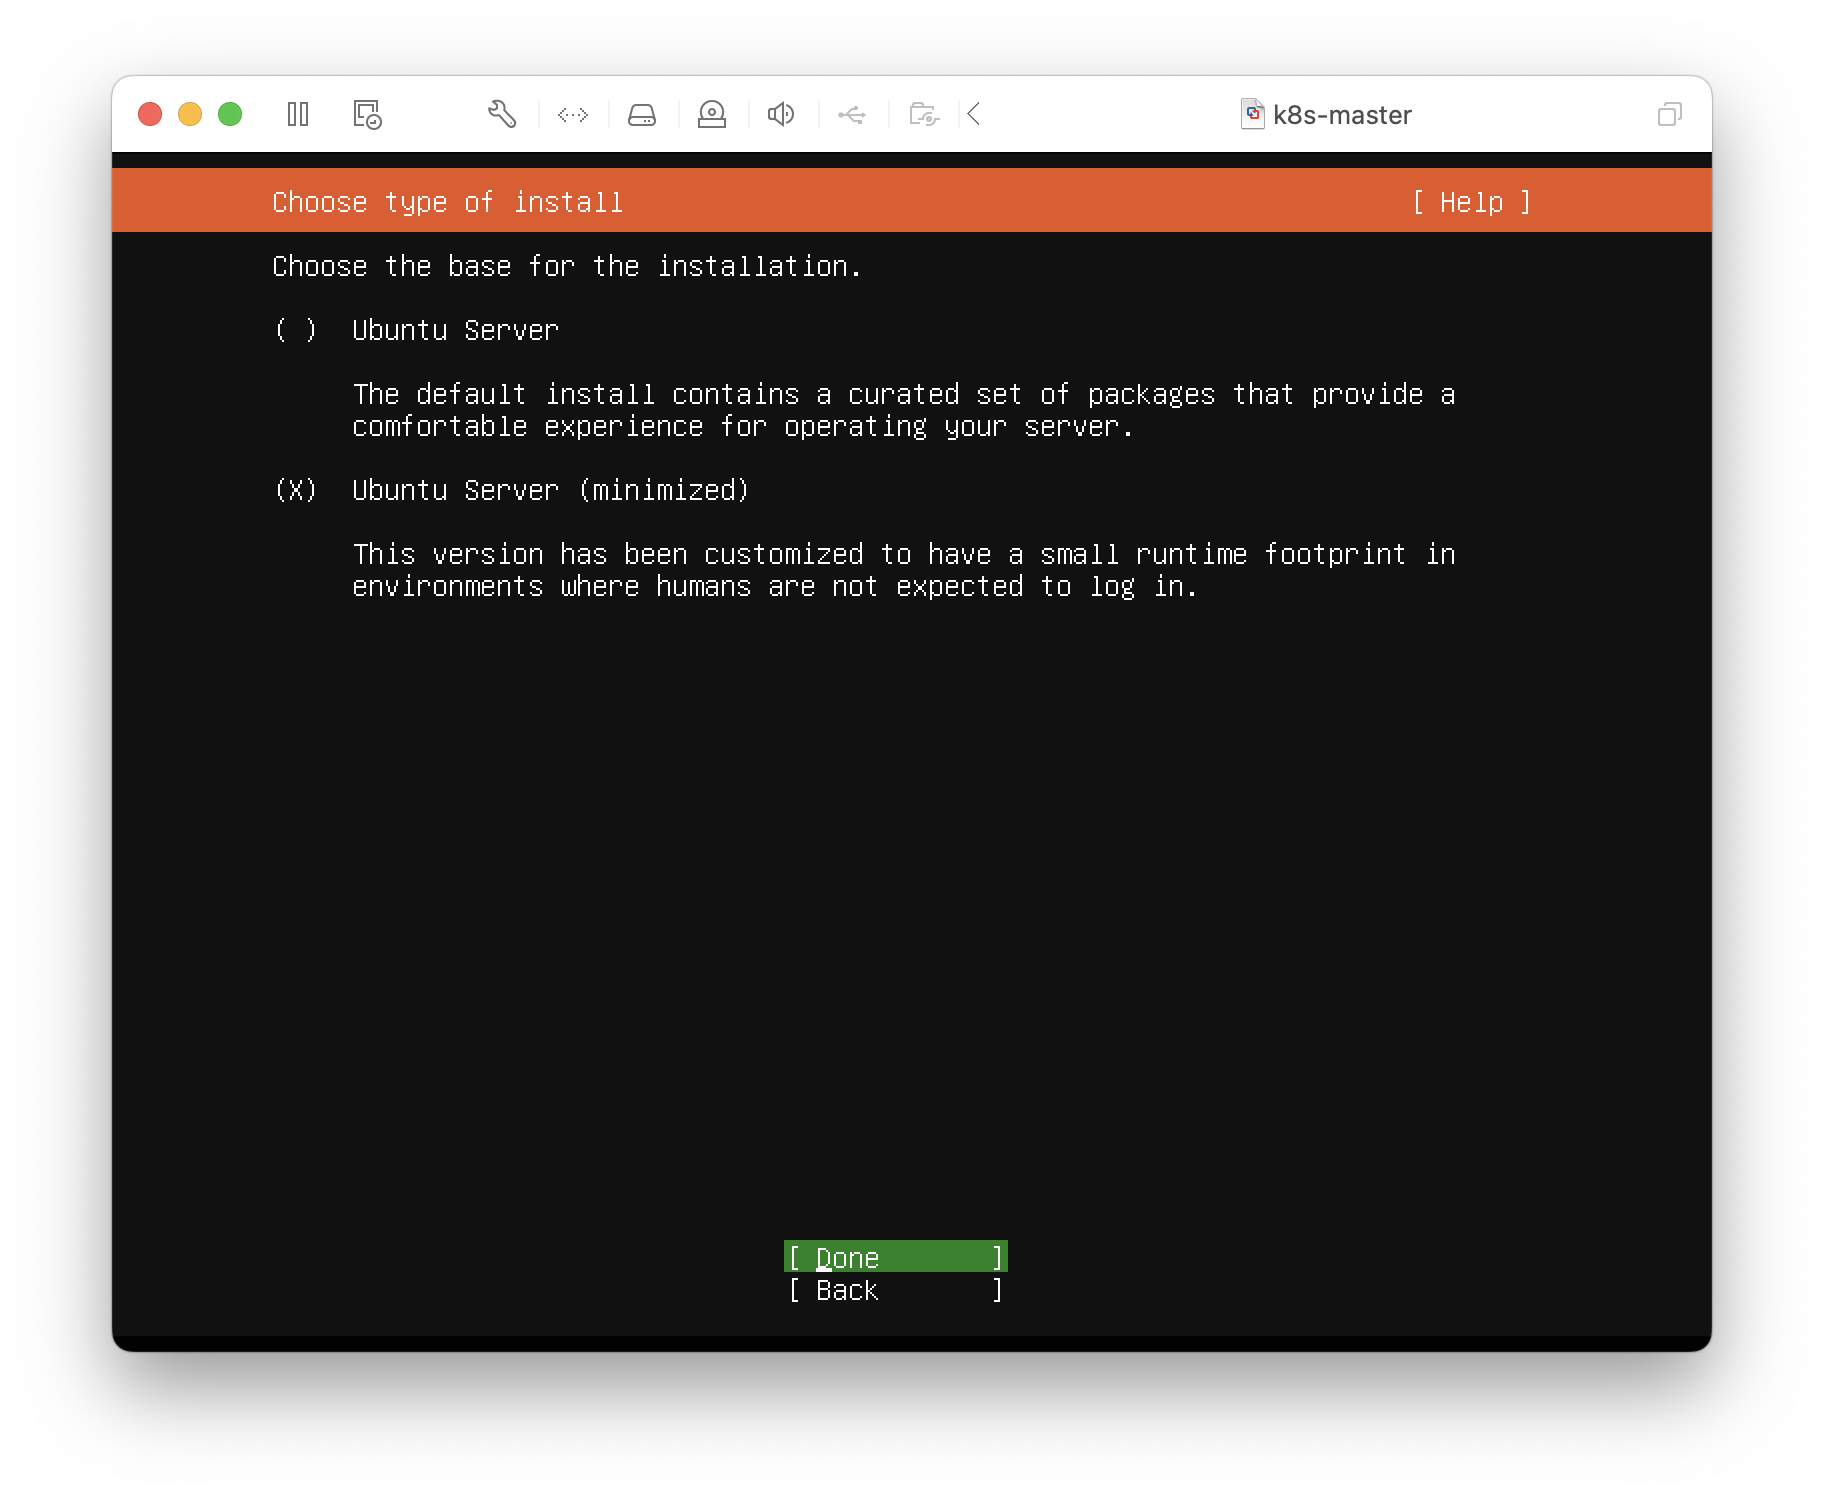 k8s-master
Choose type of install [ Help ]
Choose the base for the installation.
( ) Ubuntu Server
The default install contains a curated set of packages that provide a
comfortable experience for operating your server.
(X) Ubuntu Server (minimized)
This version has been customized to have a small runtime footprint in
environments where humans are not expected to log in.
[ Done ]
[ Back ]